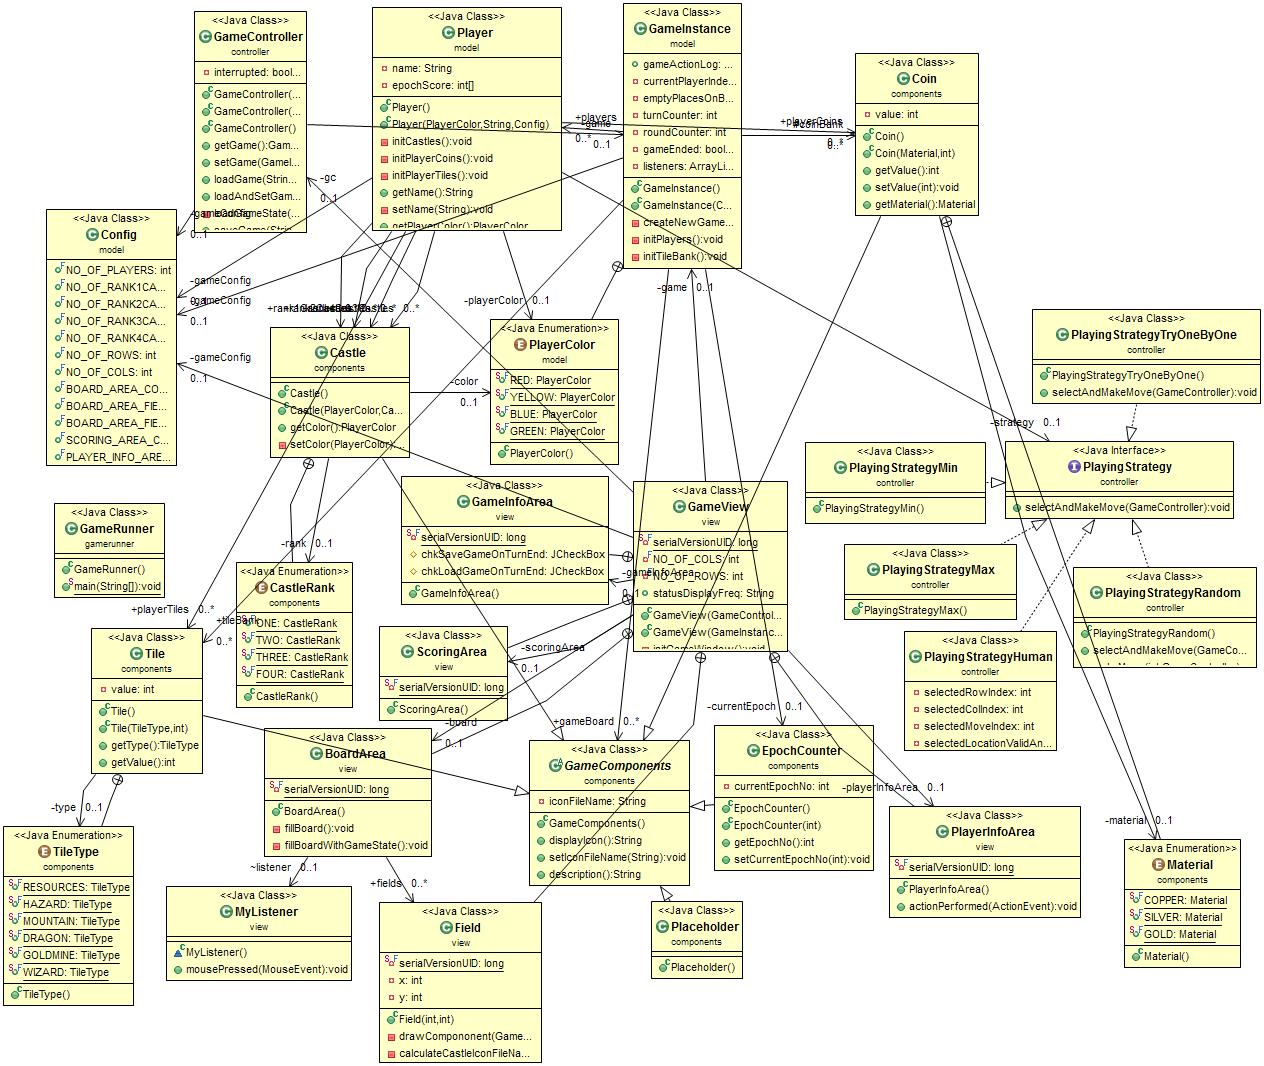 <<Java Class>>
GameController
controller
interrupted: bool...
GameController(...
GameController(...
GameController()
getGame():Gam...
setGame(GameI...
loadGame(Strin...
loadAndSetGam...
<<Java Class>>
Player
model
name: String
epochScore: int[]
Player()
Player(PlayerColor,String,Config)
initCastles():void
initPlayerCoins():void
initPlayerTiles():void
getName():String
setName(String):void
getPlayerColor():PlayerColor
<<Java Class>>
GameInstance
model
gameActionLog: ...
currentPlayerInde...
emptyPlacesOnB...
turnCounter: int
roundCounter: int
gameEnded: bool...
listeners: ArrayLi...
GameInstance()
GameInstance(C...
createNewGame...
initPlayers():void
initTileBank():void
<<Java Class>>
Coin
components
value: int
Coin()
Coin(Material,int)
getValue():int
setValue(int):void
getMaterial():Material
+players
0..*
-game
0..1
+playerCoins
#coinBank
0..*
-gc
0..1
<<Java Class>>
Config
model
NO_OF_PLAYERS: int
NO_OF_RANK1CA...
NO_OF_RANK2CA...
NO_OF_RANK3CA...
NO_OF_RANK4CA...
NO_OF_ROWS: int
NO_OF_COLS: int
BOARD_AREA_CO...
BOARD_AREA_FIE...
BOARD_AREA_FIE...
SCORING_AREA_C...
PLAYER_INFO_ARE...
0..1
-gameConfig
-gameConfig
0..1
-gameConfig
0..1
-playerColor
0..1
-game
0..1
<<Java Class>>
Castle
components
Castle()
Castle(PlayerColor,Ca...
getColor():PlayerColor
setColor(PlayerColor):...
-color
0..1
<<Java Enumeration>>
PlayerColor
model
RED: PlayerColor
YELLOW: PlayerColor
BLUE: PlayerColor
GREEN: PlayerColor
PlayerColor()
<<Java Class>>
PlayingStrategyTryOneByOne
controller
PlayingStrategyTryOneByOne()
selectAndMakeMove(GameController):void
-strategy
0..1
<<Java Interface>>
PlayingStrategy
controller
selectAndMakeMove(GameController):void
<<Java Class>>
PlayingStrategyMin
controller
PlayingStrategyMin()
<<Java Class>>
PlayingStrategyMax
controller
PlayingStrategyMax()
<<Java Class>>
PlayingStrategyRandom
controller
PlayingStrategyRandom()
selectAndMakeMove(GameCo...
<<Java Class>>
PlayingStrategyHuman
controller
selectedRowIndex: int
selectedColIndex: int
selectedMoveIndex: int
selectedLocationValidAn...
<<Java Class>>
GameRunner
gamerunner
GameRunner()
main(String[]):void
<<Java Class>>
GameInfoArea
view
serialVersionUID: long
chkSaveGameOnTurnEnd: JCheckBox
chkLoadGameOnTurnEnd: JCheckBox
GameInfoArea()
<<Java Class>>
GameView
view
serialVersionUID: long
NO_OF_COLS: int
NO_OF_ROWS: int
statusDisplayFreq: String
GameView(GameControl...
GameView(GameInstanc...
initGameWindow():void
-gameInfoArea
0..1
-rank
0..1
<<Java Enumeration>>
CastleRank
components
ONE: CastleRank
TWO: CastleRank
THREE: CastleRank
FOUR: CastleRank
CastleRank()
+playerTiles
0..*
+tileBank
0..*
<<Java Class>>
Tile
components
value: int
Tile()
Tile(TileType,int)
getType():TileType
getValue():int
<<Java Class>>
ScoringArea
view
serialVersionUID: long
ScoringArea()
-scoringArea
0..1
-board
0..1
+gameBoard
0..*
-currentEpoch
0..1
<<Java Class>>
BoardArea
view
serialVersionUID: long
BoardArea()
fillBoard():void
fillBoardWithGameState():void
<<Java Class>>
GameComponents
components
iconFileName: String
GameComponents()
displayIcon():String
setIconFileName(String):void
description():String
<<Java Class>>
EpochCounter
components
currentEpochNo: int
EpochCounter()
EpochCounter(int)
getEpochNo():int
setCurrentEpochNo(int):void
-playerInfoArea
0..1
<<Java Class>>
PlayerInfoArea
view
serialVersionUID: long
PlayerInfoArea()
actionPerformed(ActionEvent):void
-material
0..1
<<Java Enumeration>>
Material
components
COPPER: Material
SILVER: Material
GOLD: Material
Material()
-type
0..1
<<Java Enumeration>>
TileType
components
RESOURCES: TileType
HAZARD: TileType
MOUNTAIN: TileType
DRAGON: TileType
GOLDMINE: TileType
WIZARD: TileType
TileType()
~listener
0..1
+fields
0..*
<<Java Class>>
MyListener
view
MyListener()
mousePressed(MouseEvent):void
<<Java Class>>
Field
view
serialVersionUID: long
x: int
y: int
Field(int,int)
drawCompononent(Game...
calculateCastleIconFileNa...
<<Java Class>>
Placeholder
components
Placeholder()